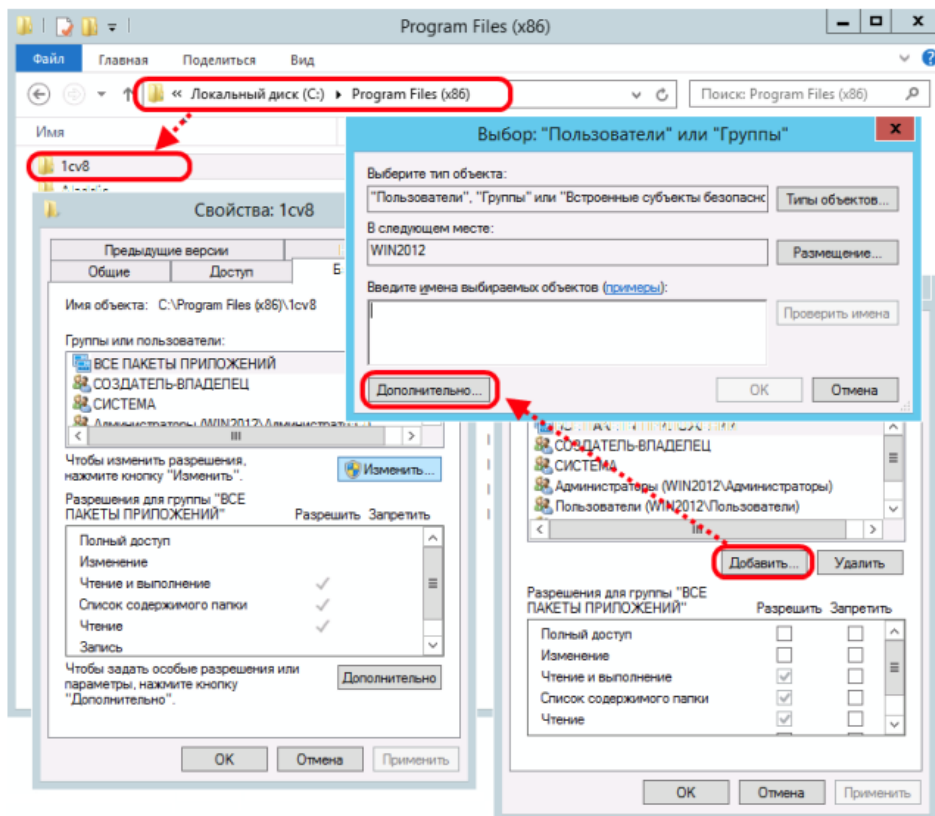 Program Files (x86)
Файл Главная Поделиться Вид
« Локальный диск (C:) Program Files (x86)
Поиск: Program Files (x86)
Имя
1cv8
Выбор: "Пользователи" или "Группы"
Выберите тип объекта:
"Пользователи", "Группы" или "Встроенные субъекты безопасно
Типы объектов...
В следующем месте:
WIN2012
Размещение...
Введите имена выбираемых объектов (примеры):
Проверить имена
Дополнительно...
OK
Отмена
Свойства: 1cv8
Предыдущие версии
Общие Доступ Б
Имя объекта: C:\Program Files (x86)\1cv8
Группы или пользователи:
ВСЕ ПАКЕТЫ ПРИЛОЖЕНИЙ
СОЗДАТЕЛЬ-ВЛАДЕЛЕЦ
СИСТЕМА
Администраторы (WIN2012\Администраторы)
Чтобы изменить разрешения,
нажмите кнопку "Изменить".
Изменить...
Разрешения для группы "ВСЕ
ПАКЕТЫ ПРИЛОЖЕНИЙ" Разрешить Запретить
Полный доступ
Изменение
Чтение и выполнение
Список содержимого папки
Чтение
Запись
Чтобы задать особые разрешения или
параметры, нажмите кнопку
"Дополнительно".
Дополнительно
OK Отмена Применить
СОЗДАТЕЛЬ-ВЛАДЕЛЕЦ
СИСТЕМА
Администраторы (WIN2012\Администраторы)
Пользователи (WIN2012\Пользователи)
Добавить... Удалить
Разрешения для группы "ВСЕ
ПАКЕТЫ ПРИЛОЖЕНИЙ" Разрешить Запретить
Полный доступ
Изменение
Чтение и выполнение
Список содержимого папки
Чтение
OK Отмена Применить